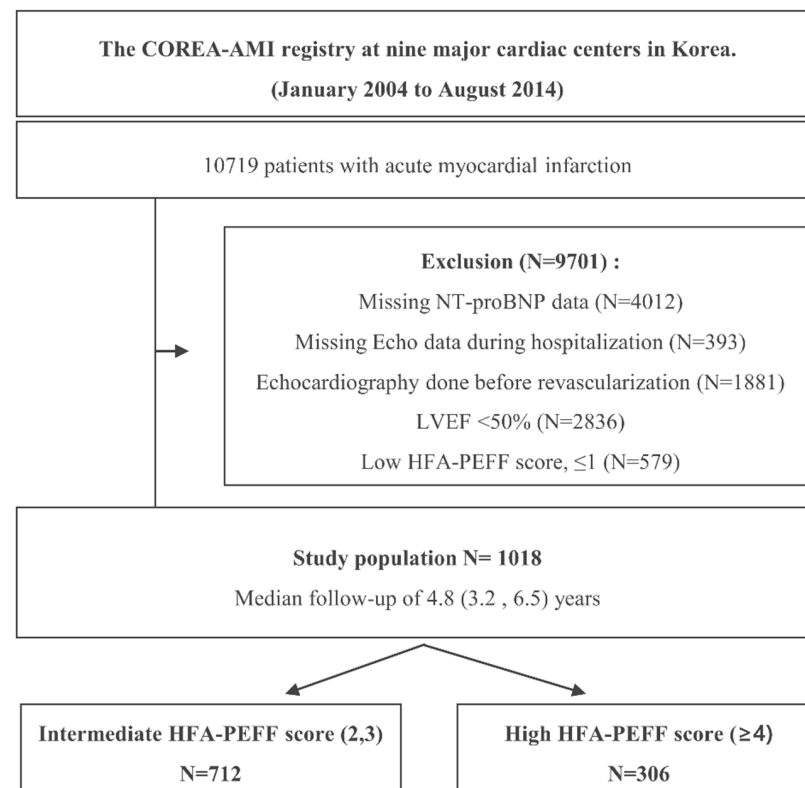 The COREA-AMI registry at nine major cardiac centers in Korea.
(January 2004 to August 2014)
10719 patients with acute myocardial infarction
Exclusion (N=9701) :
Missing NT-proBNP data (N=4012)
Missing Echo data during hospitalization (N=393)
Echocardiography done before revascularization (N=1881)
LVEF <50% (N=2836)
Low HFA-PEFF score, ≤1 (N=579)
Study population N= 1018
Median follow-up of 4.8 (3.2 , 6.5) years
Intermediate HFA-PEFF score (2,3)
N=712
High HFA-PEFF score (≥4)
N=306